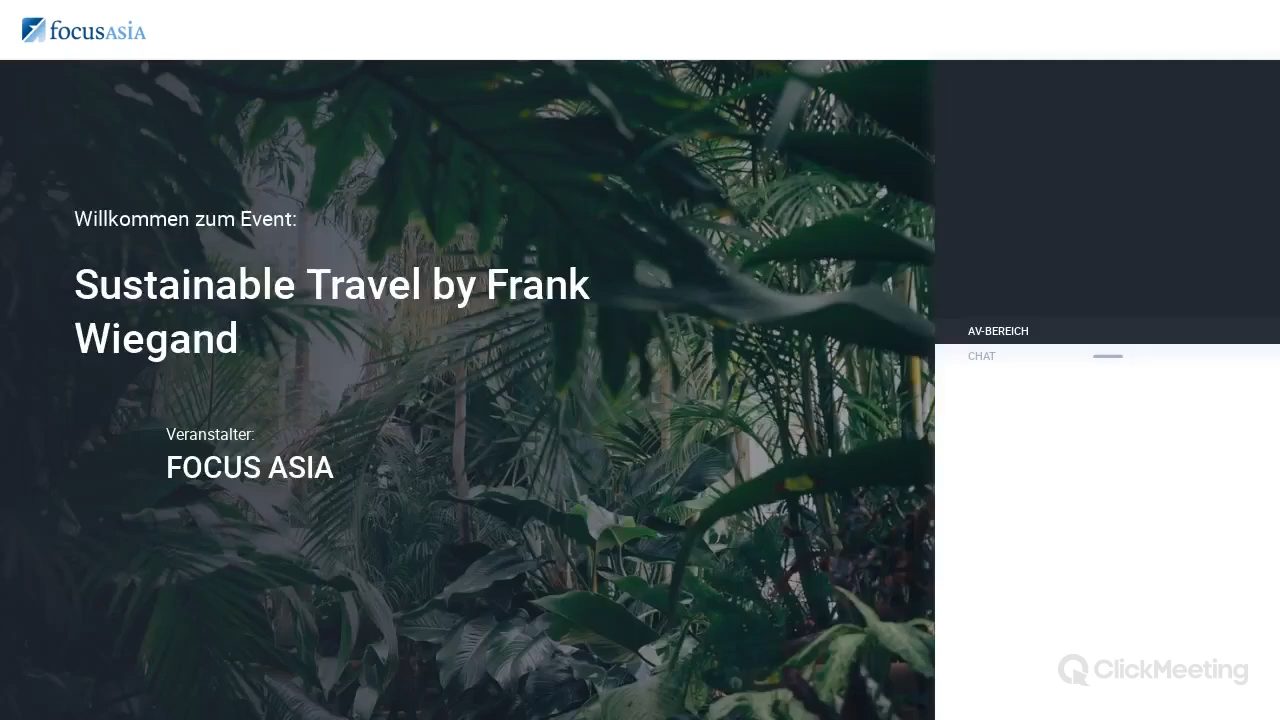 focusASIA
Willkommen zum Event:
Sustainable Travel by Frank
Wiegand
Veranstalter:
FOCUS ASIA
AV-BEREICH
CHAT
ClickMeeting